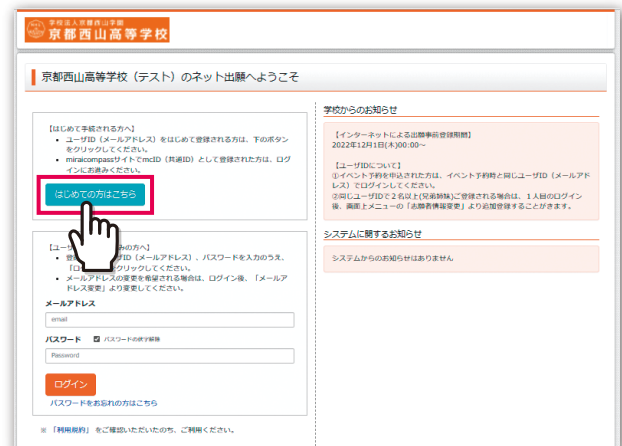 学校法人京都西山学園
京都西山高等学校
京都西山高等学校（テスト）のネット出願へようこそ
【はじめて手続される方へ】
• ユーザID（メールアドレス）をはじめて登録される方は、下のボタン
をクリックしてください。
• miraicompassサイトでmcID（共通ID）として登録された方は、ログ
インにお進みください。
はじめての方はこちら
【ユーザ
みの方へ】
• 登
ザID（メールアドレス）、パスワードを入力のうえ、
「ロ
クリックしてください。
• メールアドレスの変更を希望される場合は、ログイン後、「メールア
ドレス変更」より変更してください。
メールアドレス
email
パスワード
パスワードの伏字解除
Password
ログイン
パスワードをお忘れの方はこちら
※「利用規約」をご確認いただいたのち、ご利用ください。
学校からのお知らせ
【インターネットによる出願事前登録期間】
2022年12月1日(木)00:00～
【ユーザIDについて】
①イベント予約を申込された方は、イベント予約時と同じユーザID（メールアド
レス）でログインしてください。
②同じユーザIDで２名以上(兄弟姉妹)ご登録される場合は、１人目のログイン
後、画面上メニューの「志願者情報変更」より追加登録することができます。
システムに関するお知らせ
システムからのお知らせはありません